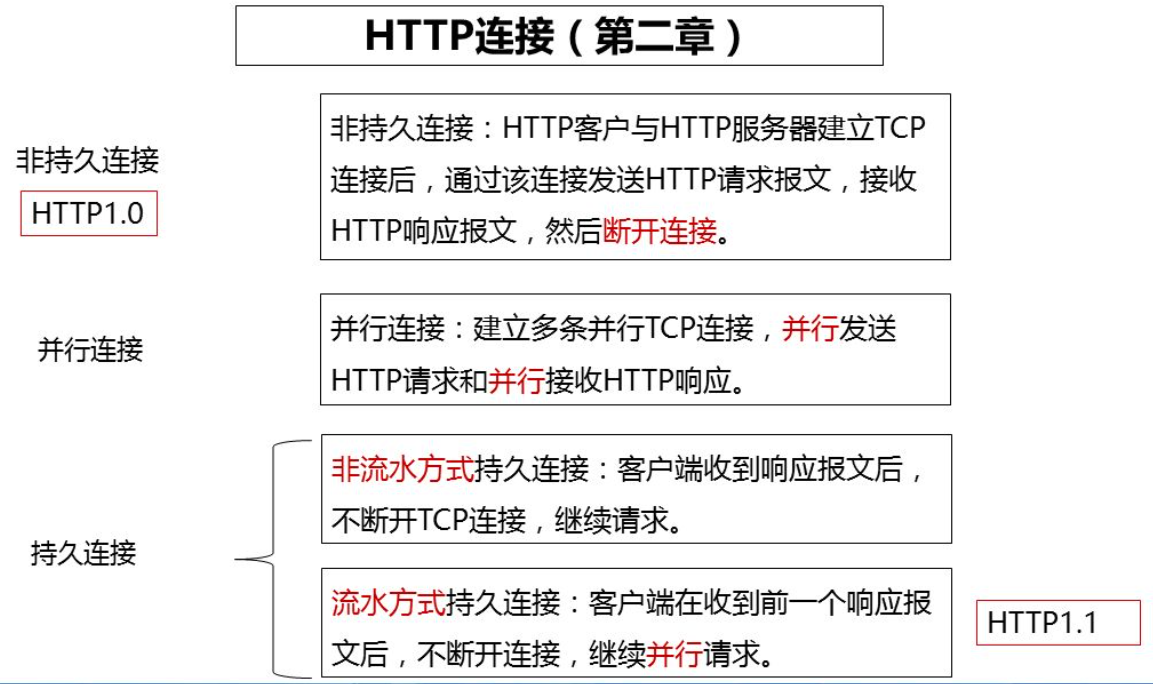 HTTP连接（第二章）
非持久连接
HTTP1.0
非持久连接：HTTP客户与HTTP服务器建立TCP
连接后，通过该连接发送HTTP请求报文，接收
HTTP响应报文，然后断开连接。
并行连接
并行连接：建立多条并行TCP连接，并行发送
HTTP请求和并行接收HTTP响应。
持久连接
非流水方式持久连接：客户端收到响应报文后，
不断开TCP连接，继续请求。
流水方式持久连接：客户端在收到前一个响应报
文后，不断开连接，继续并行请求。
HTTP1.1